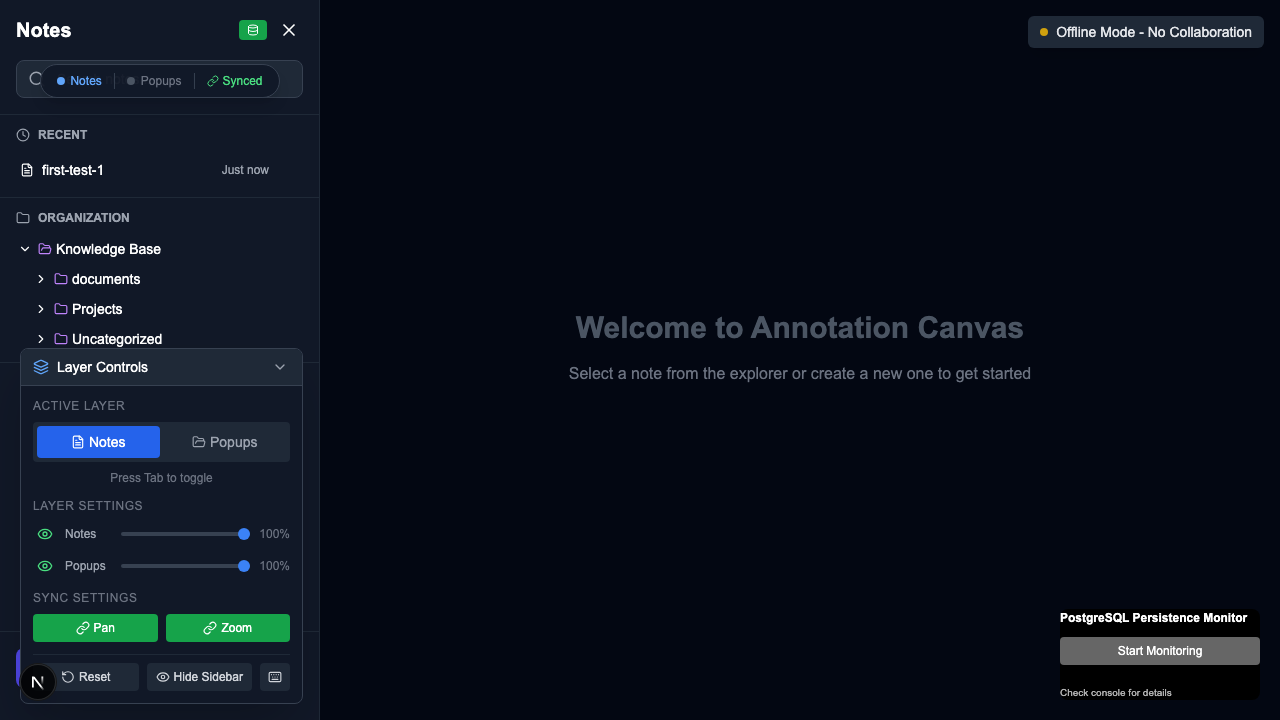 Notes
Notes
Popups
Synced
RECENT
first-test-1
Just now
ORGANIZATION
Knowledge Base
documents
Projects
Uncategorized
Layer Controls
ACTIVE LAYER
Notes
Popups
Press Tab to toggle
LAYER SETTINGS
Notes
100%
Popups
100%
SYNC SETTINGS
Pan
Zoom
Reset
Hide Sidebar
N
Offline Mode - No Collaboration
Welcome to Annotation Canvas
Select a note from the explorer or create a new one to get started
PostgreSQL Persistence Monitor
Start Monitoring
Check console for details